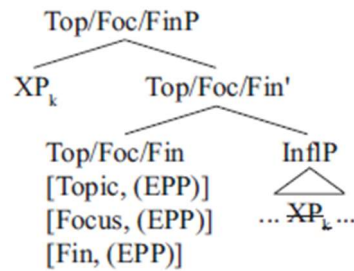 Top/Foc/FinP
XPₖ Top/Foc/Fin'
Top/Foc/Fin InflP
[Topic, (EPP)]
[Focus, (EPP)] ... XPₖ ...
[Fin, (EPP)]